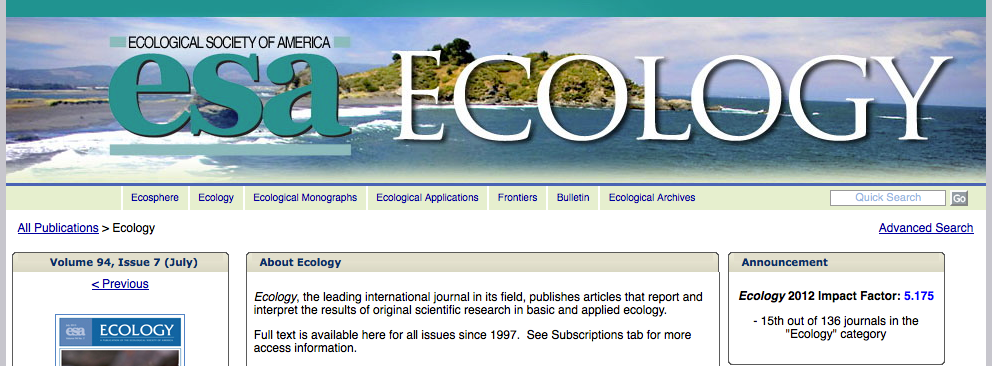 ECOLOGICAL SOCIETY OF AMERICA
esa ECOLOGY
Ecosphere Ecology Ecological Monographs Ecological Applications Frontiers Bulletin Ecological Archives Quick Search Go
All Publications > Ecology Advanced Search
Volume 94, Issue 7 (July)
< Previous
esa ECOLOGY
About Ecology
Ecology, the leading international journal in its field, publishes articles that report and
interpret the results of original scientific research in basic and applied ecology.
Full text is available here for all issues since 1997.  See Subscriptions tab for more
access information.
Announcement
Ecology 2012 Impact Factor: 5.175
- 15th out of 136 journals in the
"Ecology" category